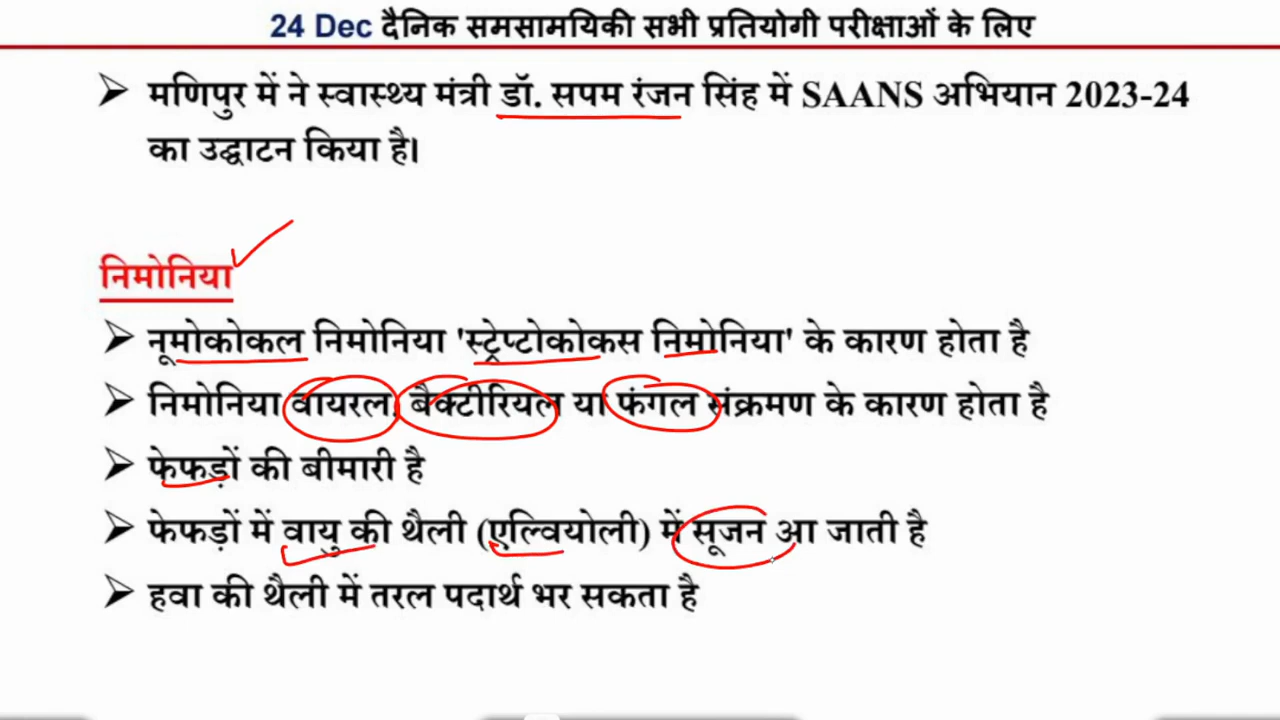 24 Dec दैनिक समसामयिकी सभी प्रतियोगी परीक्षाओं के लिए
➢ मणिपुर में ने स्वास्थ्य मंत्री डॉ. सपम रंजन सिंह में SAANS अभियान 2023-24
का उद्घाटन किया है।
निमोनिया
➢ नूमोकोकल निमोनिया 'स्ट्रेप्टोकोकस निमोनिया' के कारण होता है
➢ निमोनिया वायरल, बैक्टीरियल या फंगल संक्रमण के कारण होता है
➢ फेफड़ों की बीमारी है
➢ फेफड़ों में वायु की थैली (एल्वियोली) में सूजन आ जाती है
➢ हवा की थैली में तरल पदार्थ भर सकता है